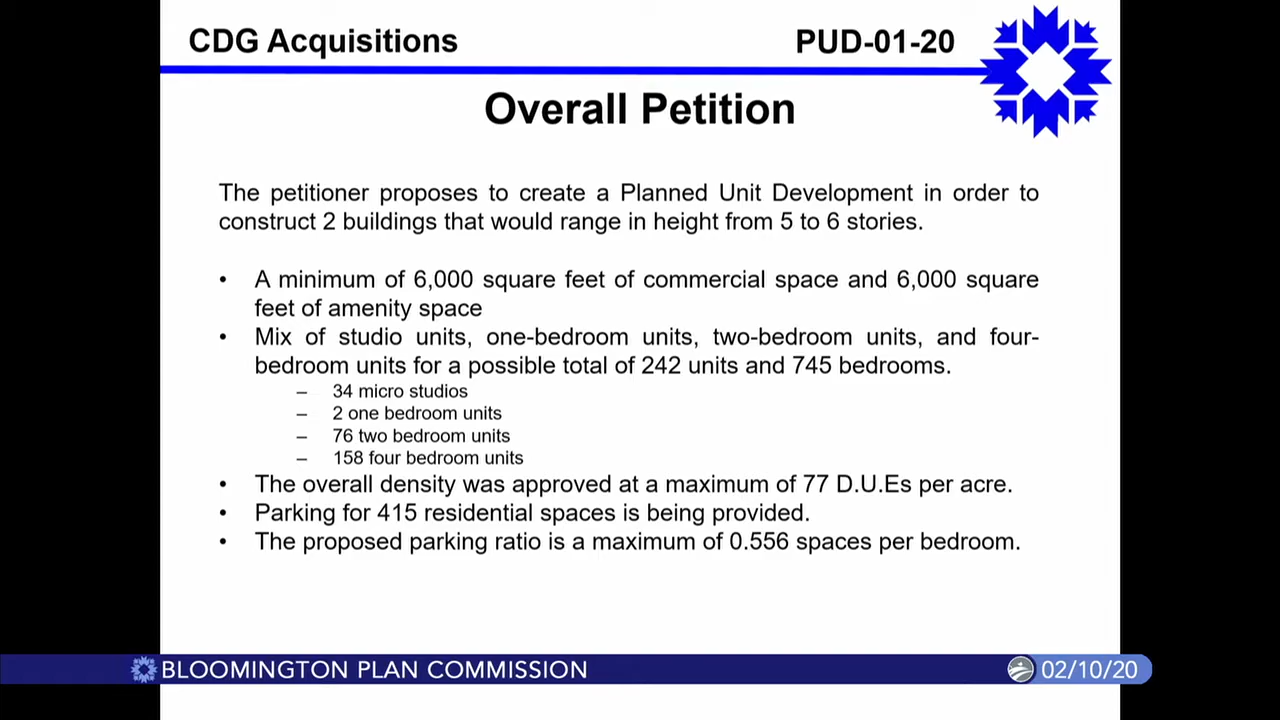 CDG Acquisitions PUD-01-20
Overall Petition
The petitioner proposes to create a Planned Unit Development in order to
construct 2 buildings that would range in height from 5 to 6 stories.
• A minimum of 6,000 square feet of commercial space and 6,000 square
feet of amenity space
• Mix of studio units, one-bedroom units, two-bedroom units, and four-
bedroom units for a possible total of 242 units and 745 bedrooms.
– 34 micro studios
– 2 one bedroom units
– 76 two bedroom units
– 158 four bedroom units
• The overall density was approved at a maximum of 77 D.U.Es per acre.
• Parking for 415 residential spaces is being provided.
• The proposed parking ratio is a maximum of 0.556 spaces per bedroom.
BLOOMINGTON PLAN COMMISSION 02/10/20